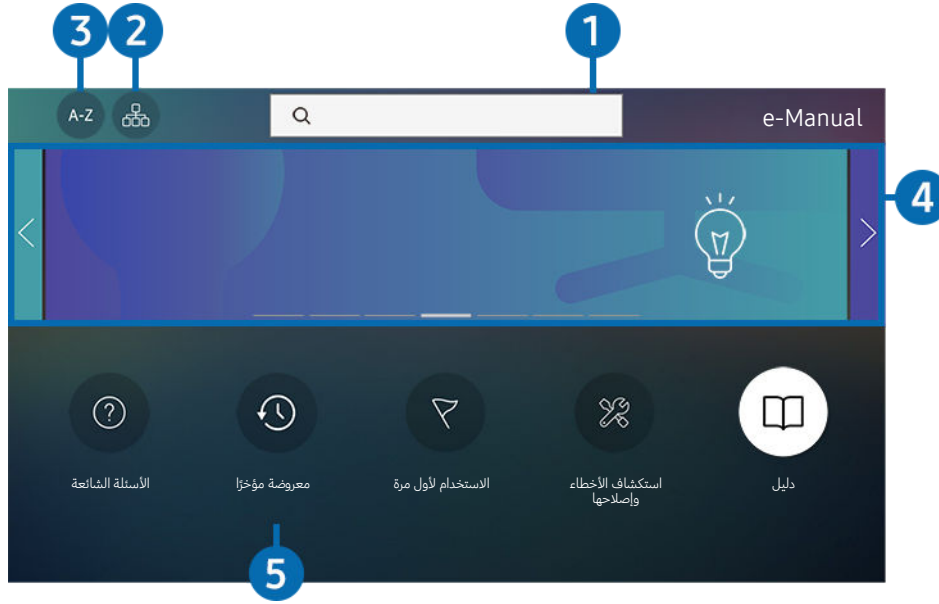 1
2
3
e-Manual
A-Z
4
دليل
استكشاف الأخطاء
وإصلاحها
الاستخدام لأول مرة
معروضة مؤخرًا
الأسئلة الشائعة
5